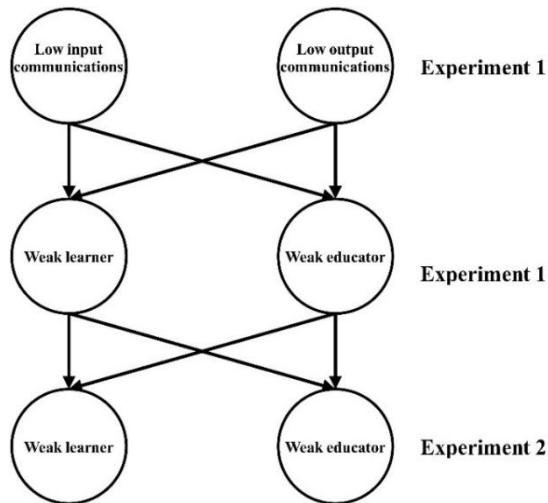 Low input
communications
Low output
communications
Experiment 1
Weak learner
Weak educator
Experiment 1
Weak learner
Weak educator
Experiment 2